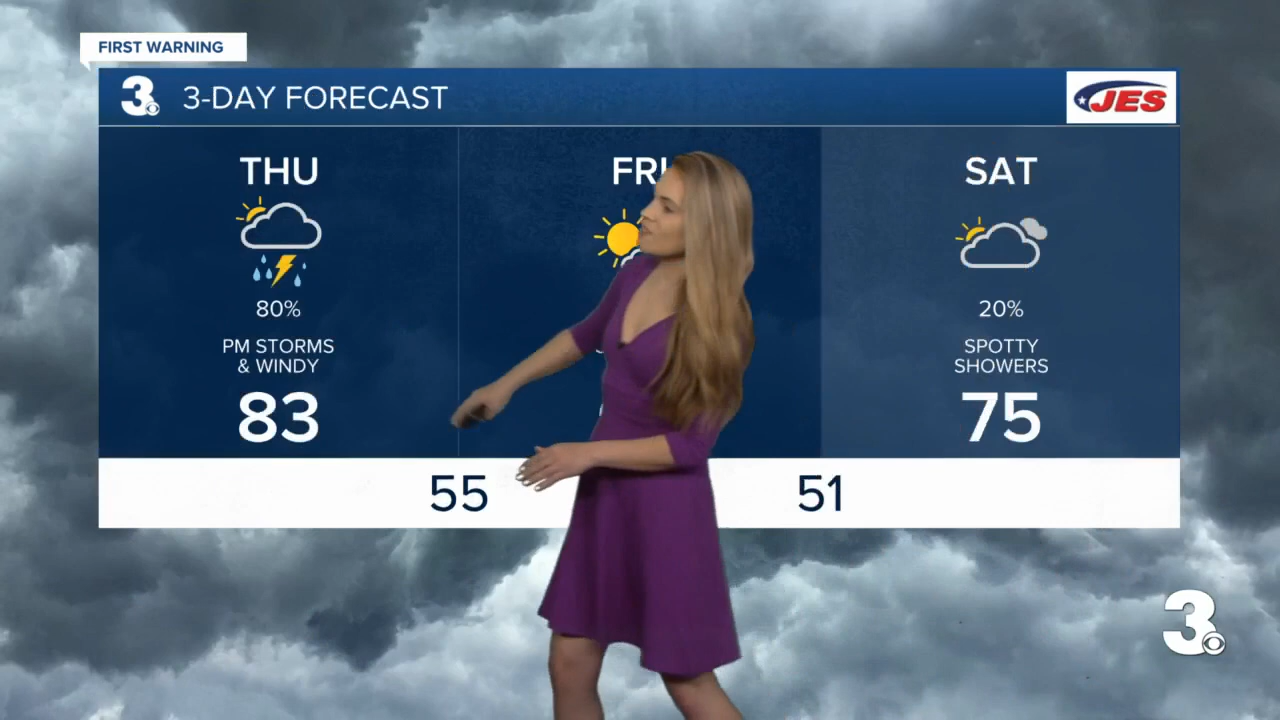 FIRST WARNING
3 3-DAY FORECAST
JES
THU
FRI
SAT
80%
20%
PM STORMS
& WINDY
SPOTTY
SHOWERS
83
75
55
51
3